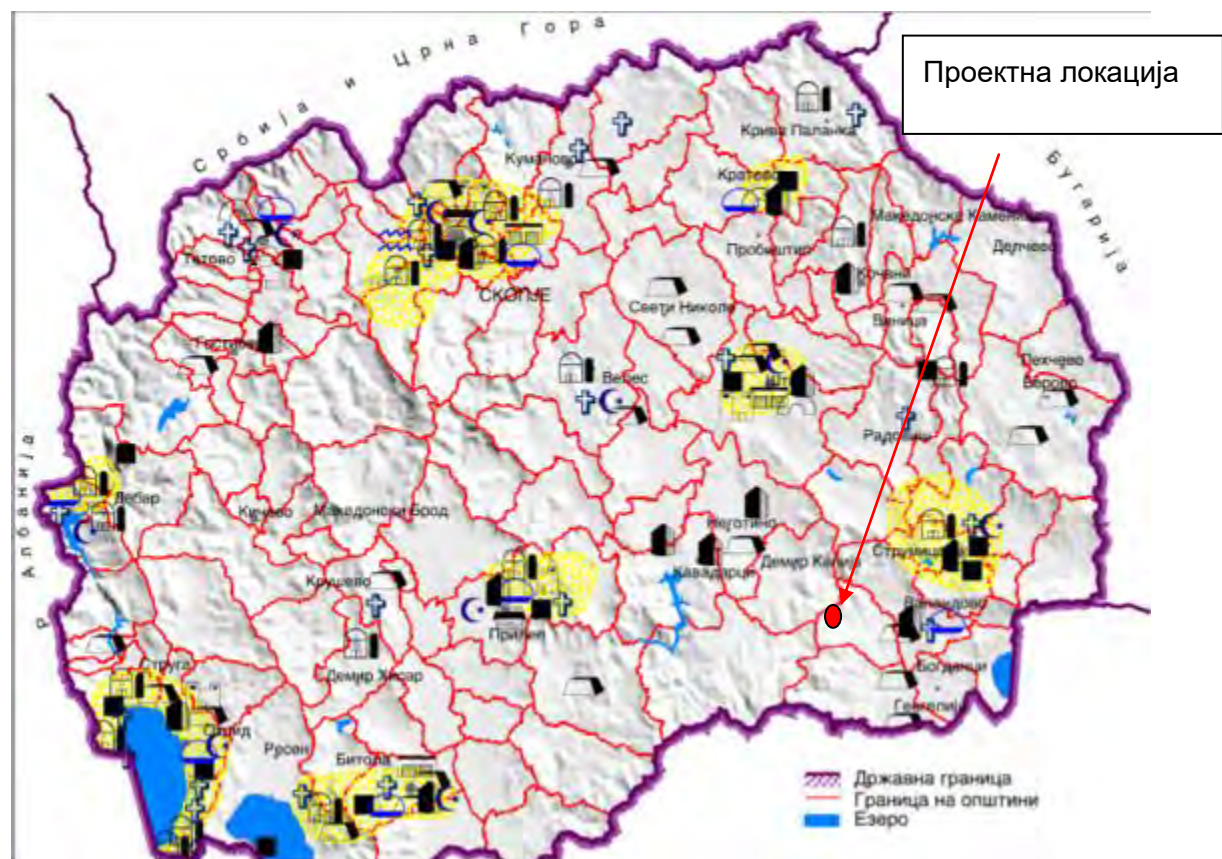 Србија и Црна Гора
Проектна локација
Бугарија
Р Албанија
Крива Паланка
Куманово
Кратово
Македонска Каменица
Делчево
Пробиштип
Тетово
Кочани
СКОПЈЕ
Свети Николе
Виница
Гостивар
Пехчево
Велес
Берово
Радовиш
Дебар
Кичево
Македонски Брод
Неготино
Струмица
Крушево
Кавадарци
Демир Капија
Валандово
Прилеп
Струга
Демир Хисар
Богданци
Гевгелија
Охрид
Ресен
Битола
Државна граница
Граница на општини
Езеро